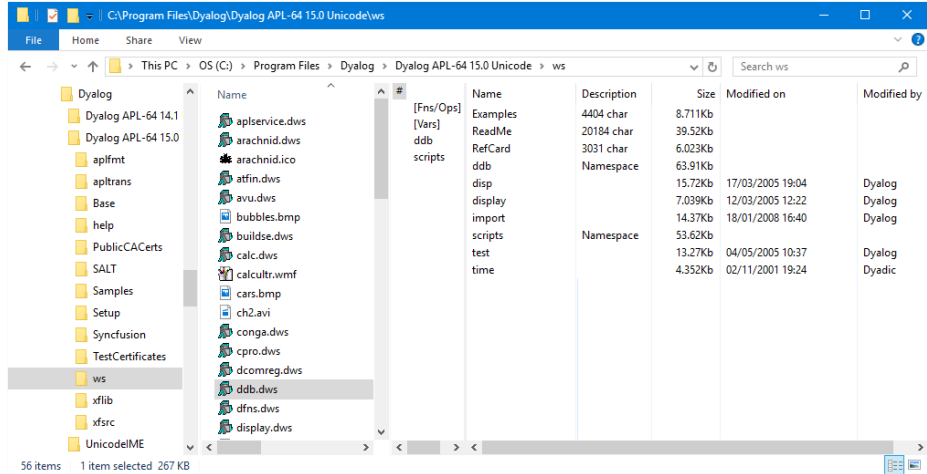 C:\Program Files\Dyalog\Dyalog APL-64 15.0 Unicode\ws
File Home Share View
This PC > OS (C:) > Program Files > Dyalog > Dyalog APL-64 15.0 Unicode > ws
Search ws
Dyalog
Dyalog APL-64 14.1
Dyalog APL-64 15.0
aplfmt
apltrans
Base
help
PublicCACerts
SALT
Samples
Setup
Syncfusion
TestCertificates
ws
xflib
xfsrc
UnicodeIME
Name
aplservice.dws
arachnid.dws
arachnid.ico
atfin.dws
avu.dws
bubbles.bmp
buildse.dws
calc.dws
calcultr.wmf
cars.bmp
ch2.avi
conga.dws
cpro.dws
dcomreg.dws
ddb.dws
dfns.dws
display.dws
#
[Fns/Ops]
[Vars]
ddb
scripts
Name Description Size Modified on Modified by
Examples 4404 char 8.711Kb
ReadMe 20184 char 39.52Kb
RefCard 3031 char 6.023Kb
ddb Namespace 63.91Kb
disp 15.72Kb 17/03/2005 19:04 Dyalog
display 7.039Kb 12/03/2005 12:22 Dyalog
import 14.37Kb 18/01/2008 16:40 Dyalog
scripts Namespace 53.62Kb
test 13.27Kb 04/05/2005 10:37 Dyalog
time 4.352Kb 02/11/2001 19:24 Dyadic
56 items 1 item selected 267 KB